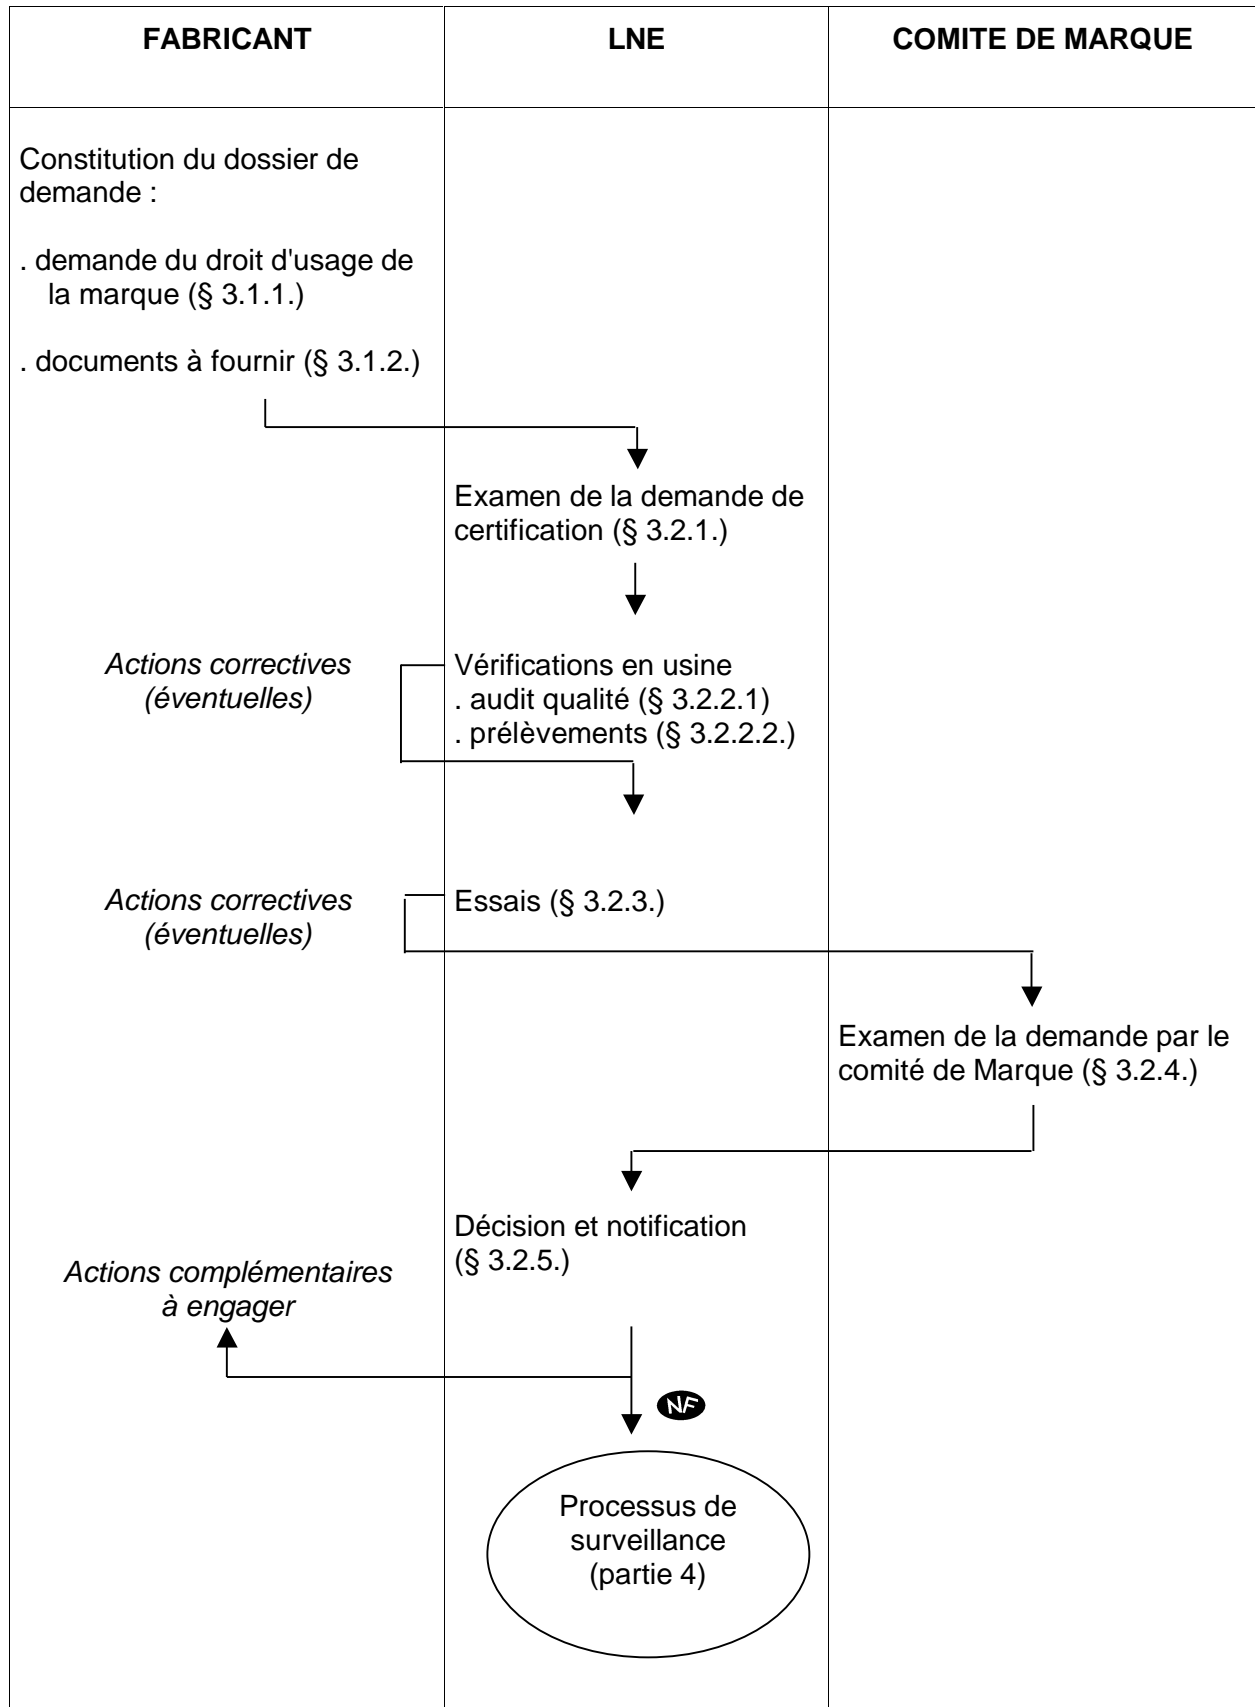 FABRICANT
LNE
COMITE DE MARQUE
Constitution du dossier de
demande :
. demande du droit d'usage de
la marque (§ 3.1.1.)
. documents à fournir (§ 3.1.2.)
Examen de la demande de
certification (§ 3.2.1.)
Actions correctives
(éventuelles)
Vérifications en usine
. audit qualité (§ 3.2.2.1)
. prélèvements (§ 3.2.2.2.)
Actions correctives
(éventuelles)
Essais (§ 3.2.3.)
Examen de la demande par le
comité de Marque (§ 3.2.4.)
Décision et notification
(§ 3.2.5.)
Actions complémentaires
à engager
NF
Processus de
surveillance
(partie 4)